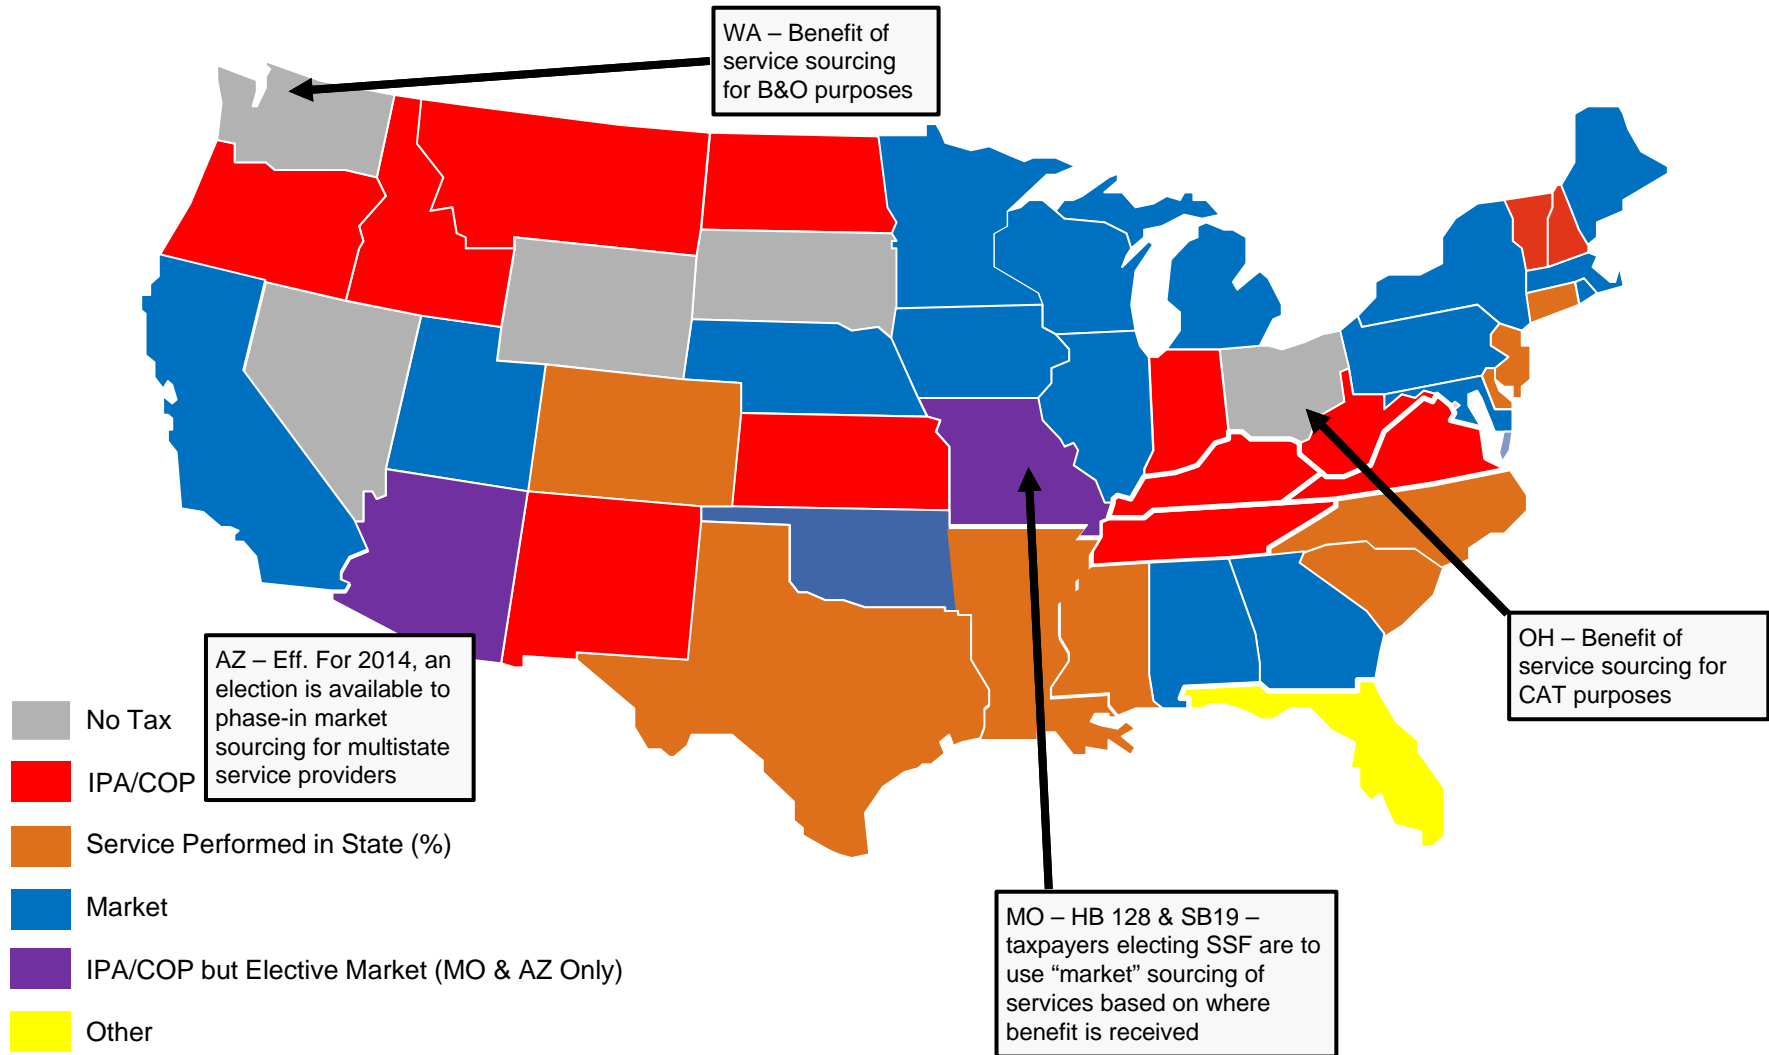 WA – Benefit of
service sourcing
for B&O purposes
AZ – Eff. For 2014, an
election is available to
phase-in market
sourcing for multistate
service providers
OH – Benefit of
service sourcing for
CAT purposes
MO – HB 128 & SB19 –
taxpayers electing SSF are to
use “market” sourcing of
services based on where
benefit is received
No Tax
IPA/COP
Service Performed in State (%)
Market
IPA/COP but Elective Market (MO & AZ Only)
Other